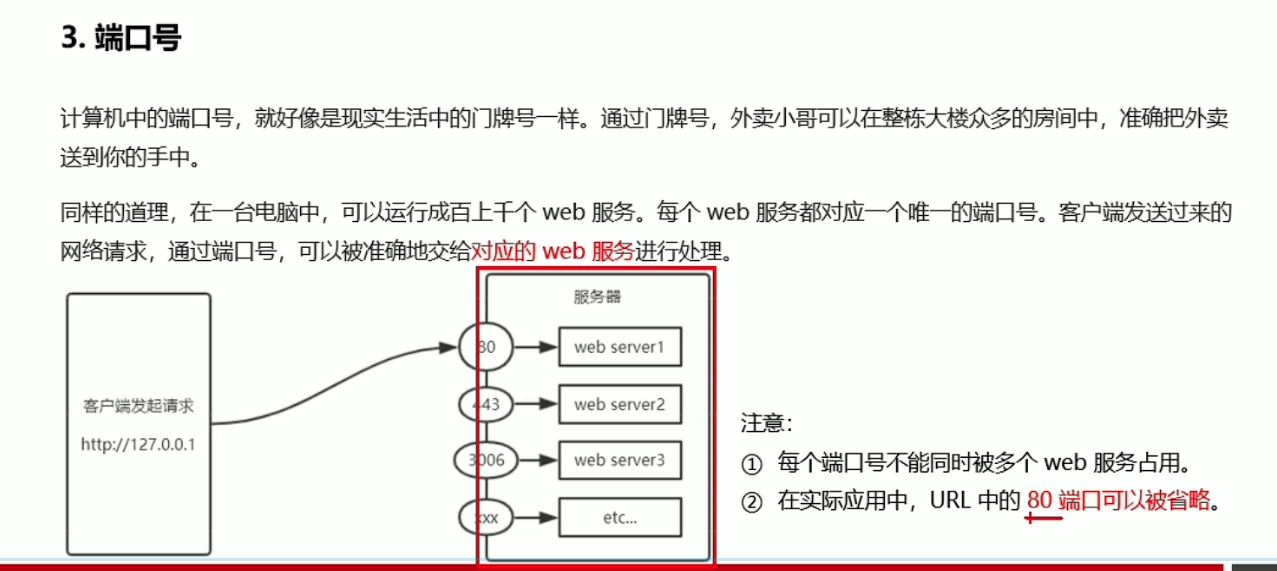 3. 端口号
计算机中的端口号，就好像是现实生活中的门牌号一样。通过门牌号，外卖小哥可以在整栋大楼众多的房间中，准确把外卖
送到你的手中。
同样的道理，在一台电脑中，可以运行成百上千个 web 服务。每个 web 服务都对应一个唯一的端口号。客户端发送过来的
网络请求，通过端口号，可以被准确地交给对应的 web 服务进行处理。
服务器
80
web server1
客户端发起请求
http://127.0.0.1
443
web server2
3006
web server3
xxx
etc...
注意：
① 每个端口号不能同时被多个 web 服务占用。
② 在实际应用中，URL 中的 80 端口可以被省略。